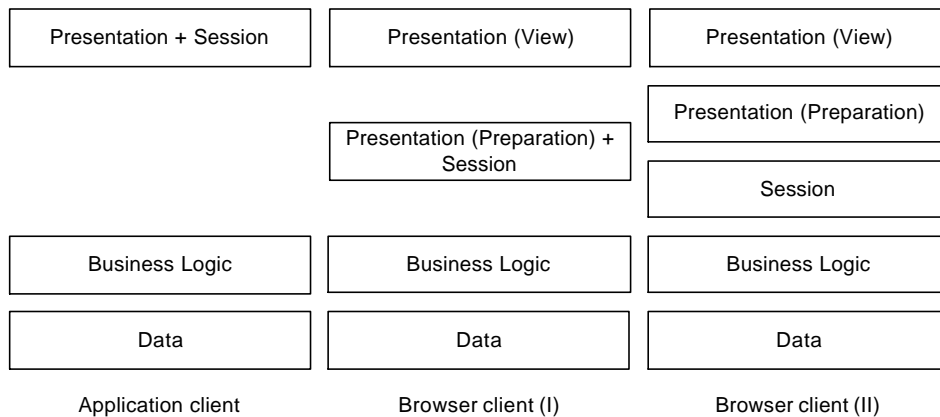 Presentation + Session
Presentation (View)
Presentation (View)
Presentation (Preparation)
Presentation (Preparation) +
Session
Session
Business Logic
Business Logic
Business Logic
Data
Data
Data
Application client
Browser client (I)
Browser client (II)